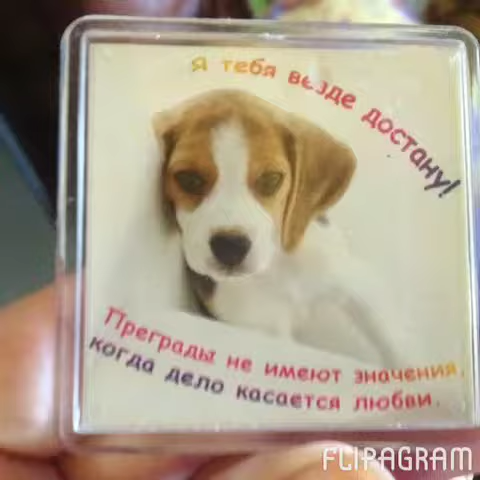 Я тебя везде достану!
Преграды не имеют значения,
когда дело касается любви.
FLIPAGRAM